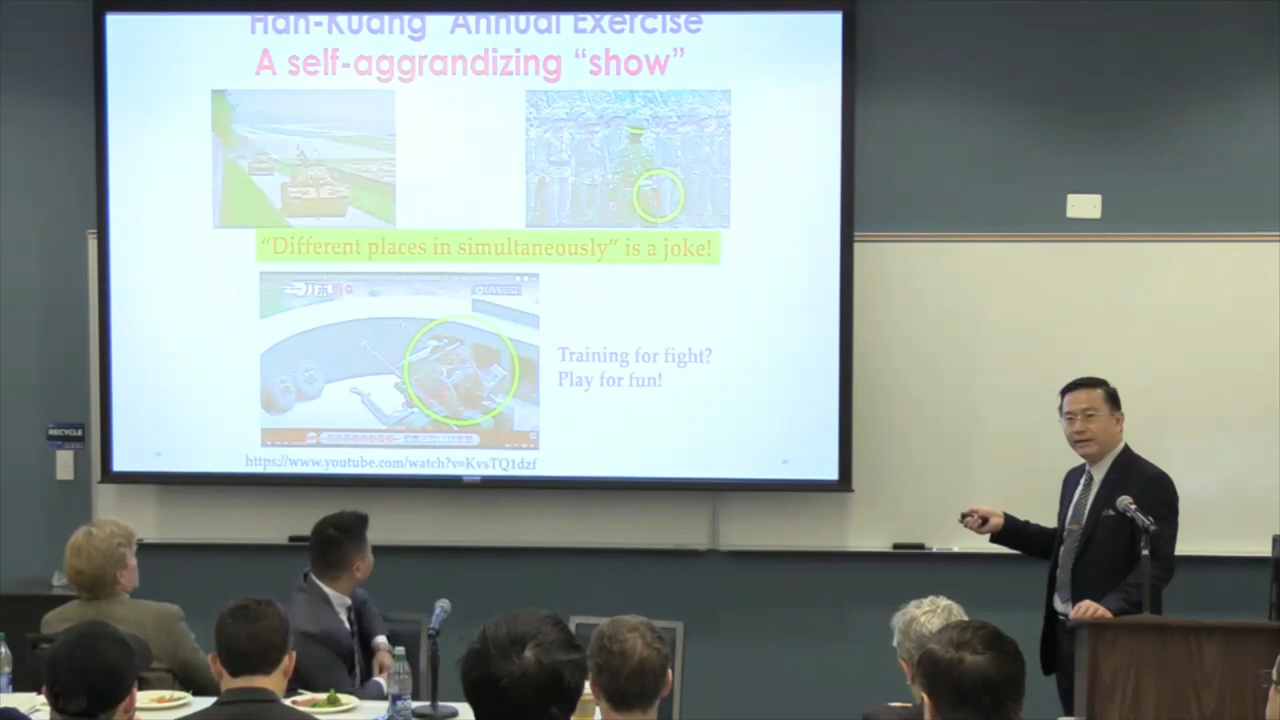 Han-Kuang Annual Exercise
A self-aggrandizing “show”
“Different places in simultaneously” is a joke!
LIVE
Training for fight?
Play for fun!
https://www.youtube.com/watch?v=KvsTQ1dzf
RECYCLE